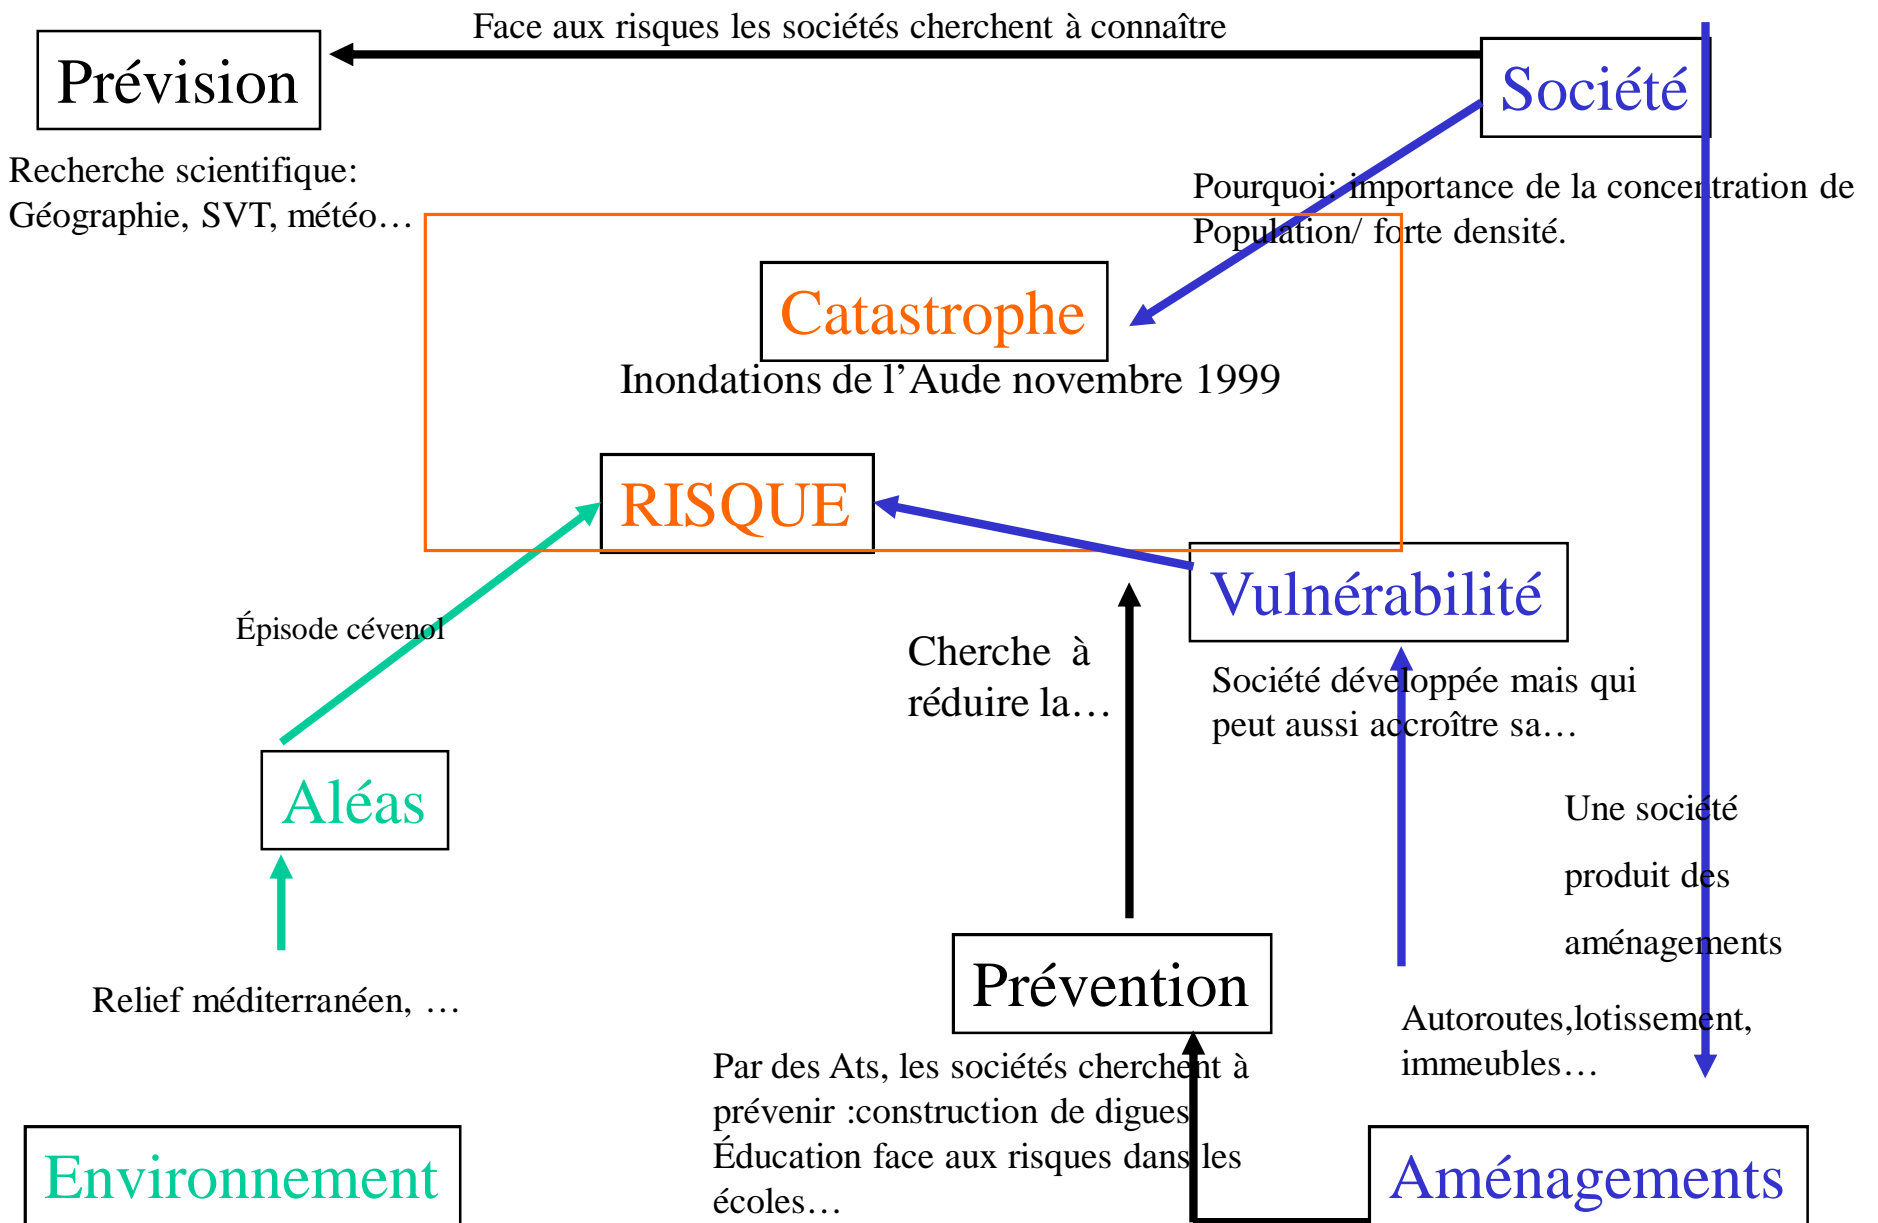 Face aux risques les sociétés cherchent à connaître
Prévision
Société
Recherche scientifique:
Géographie, SVT, météo…
Pourquoi: importance de la concentration de
Population/ forte densité.
Catastrophe
Inondations de l’Aude novembre 1999
RISQUE
Vulnérabilité
Épisode cévenol
Cherche à
réduire la…
Société développée mais qui
peut aussi accroître sa…
Aléas
Une société
produit des
aménagements
Relief méditerranéen, …
Prévention
Autoroutes,lotissement,
immeubles…
Par des Ats, les sociétés cherchent à
prévenir :construction de digues
Éducation face aux risques dans les
écoles…
Environnement
Aménagements